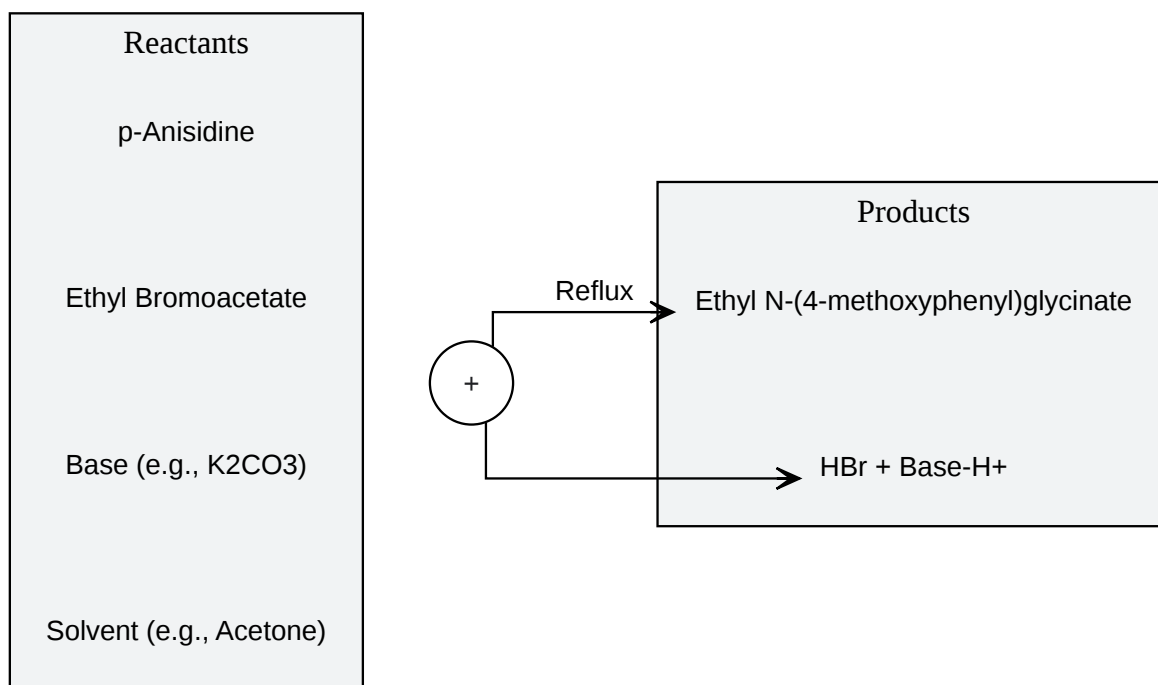 Reactants
p-Anisidine
Ethyl Bromoacetate
Base (e.g., K2CO3)
Solvent (e.g., Acetone)
+
Reflux
Products
Ethyl N-(4-methoxyphenyl)glycinate
HBr + Base-H+